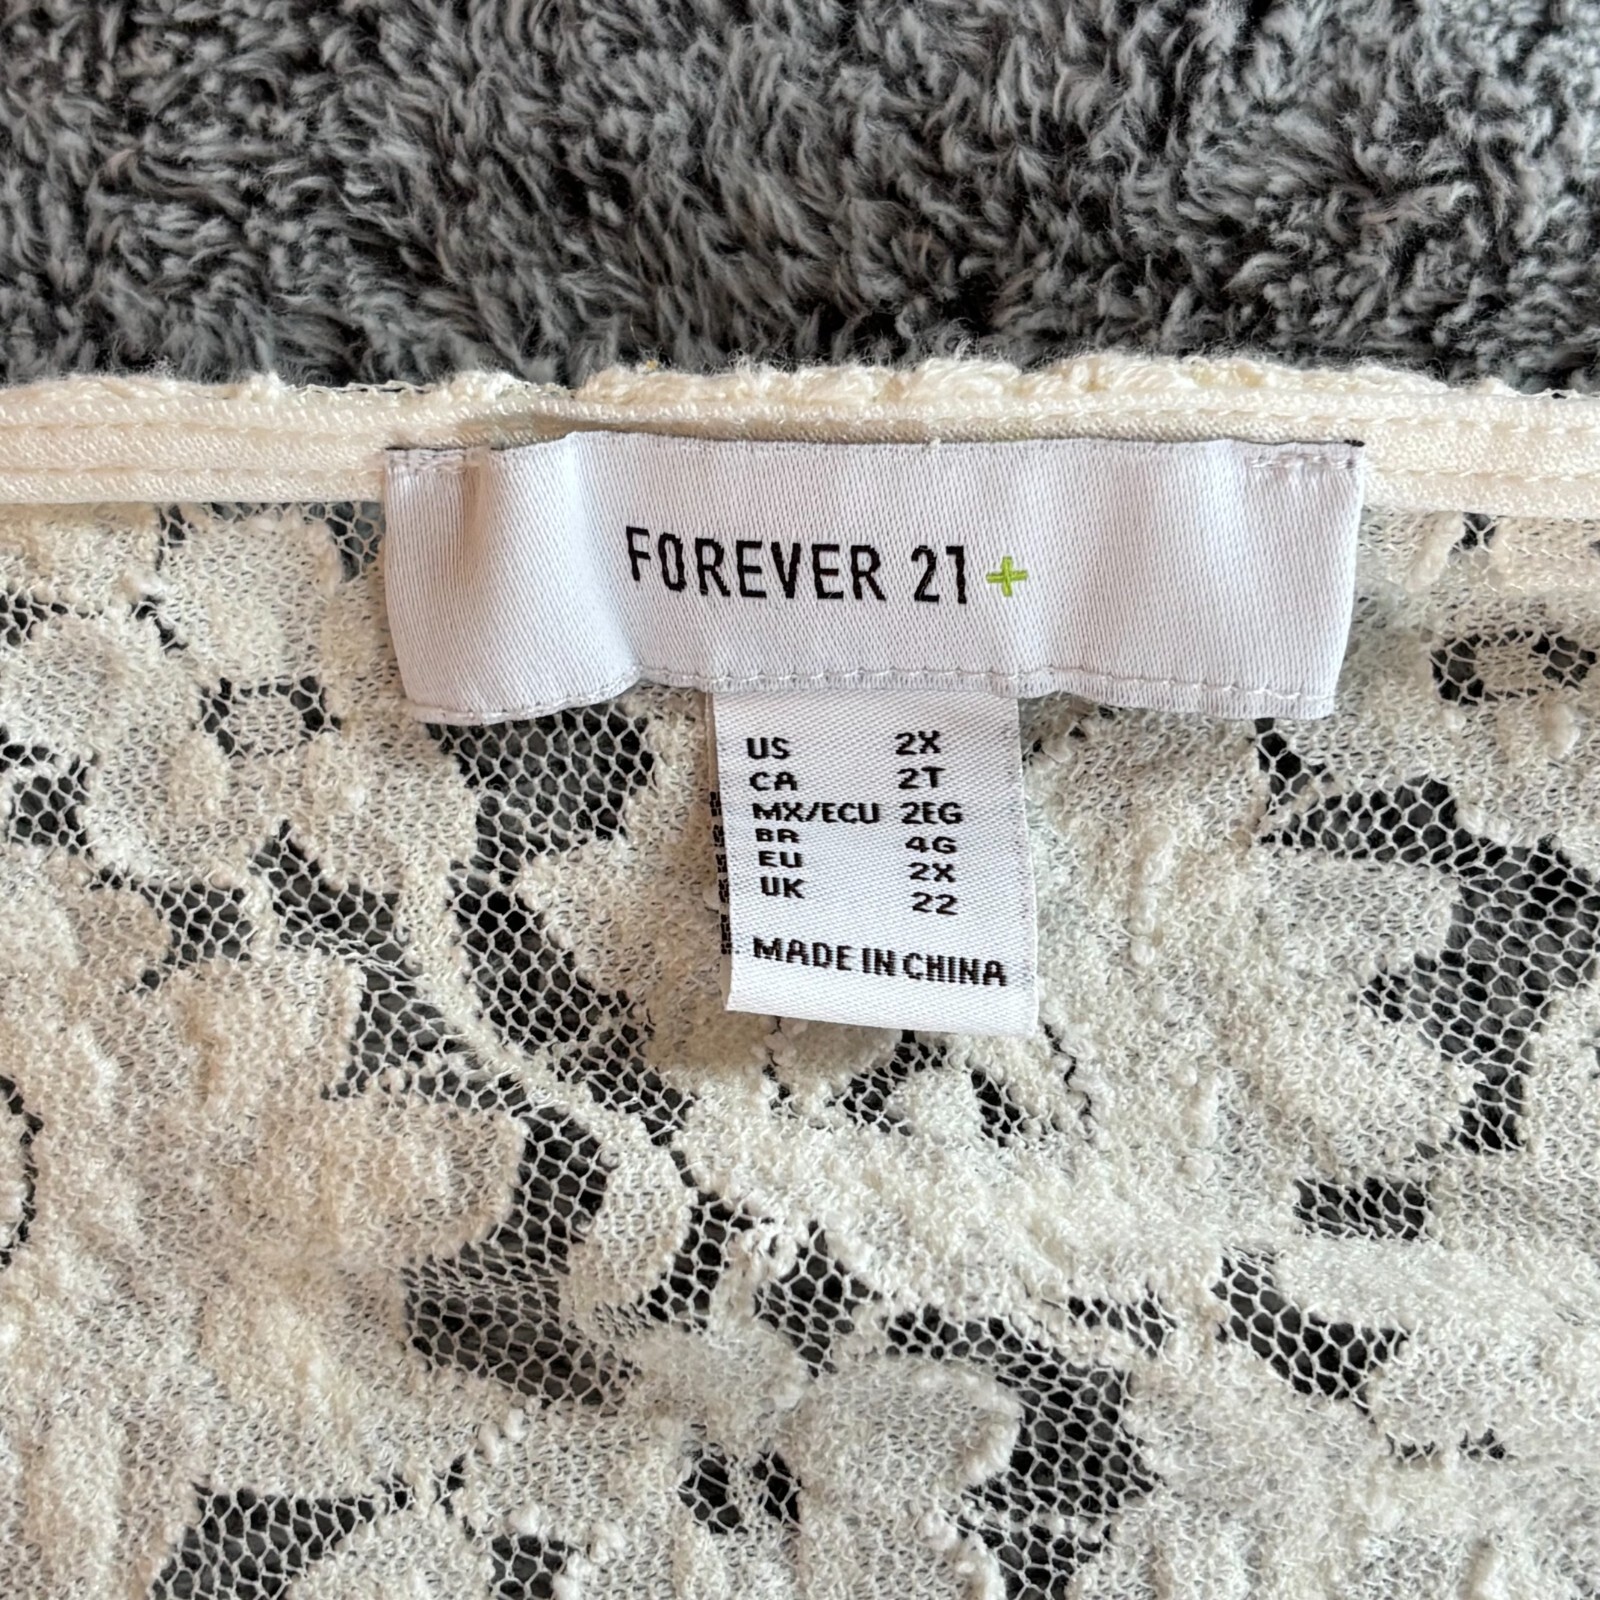 FOREVER 21+
US 2X
CA 2T
MX/ECU 2EG
BR 4G
EU 2X
UK 22
MADE IN CHINA